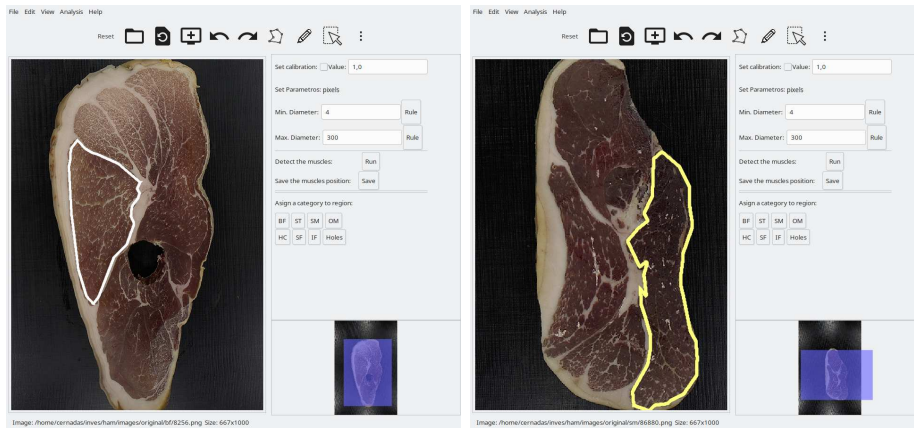 File Edit View Analysis Help
Reset
Set calibration: Value: 1,0
Set Parametros: pixels
Min. Diameter: 4 Rule
Max. Diameter: 300 Rule
Detect the muscles: Run
Save the muscles position: Save
Assign a category to region:
BF ST SM OM
HC SF IF Holes
Image: /home/cernadas/inves/ham/images/original/bf/8256.png Size: 667x1000
File Edit View Analysis Help
Reset
Set calibration: Value: 1,0
Set Parametros: pixels
Min. Diameter: 4 Rule
Max. Diameter: 300 Rule
Detect the muscles: Run
Save the muscles position: Save
Assign a category to region:
BF ST SM OM
HC SF IF Holes
Image: /home/cernadas/inves/ham/images/original/sm/86880.png Size: 667x1000